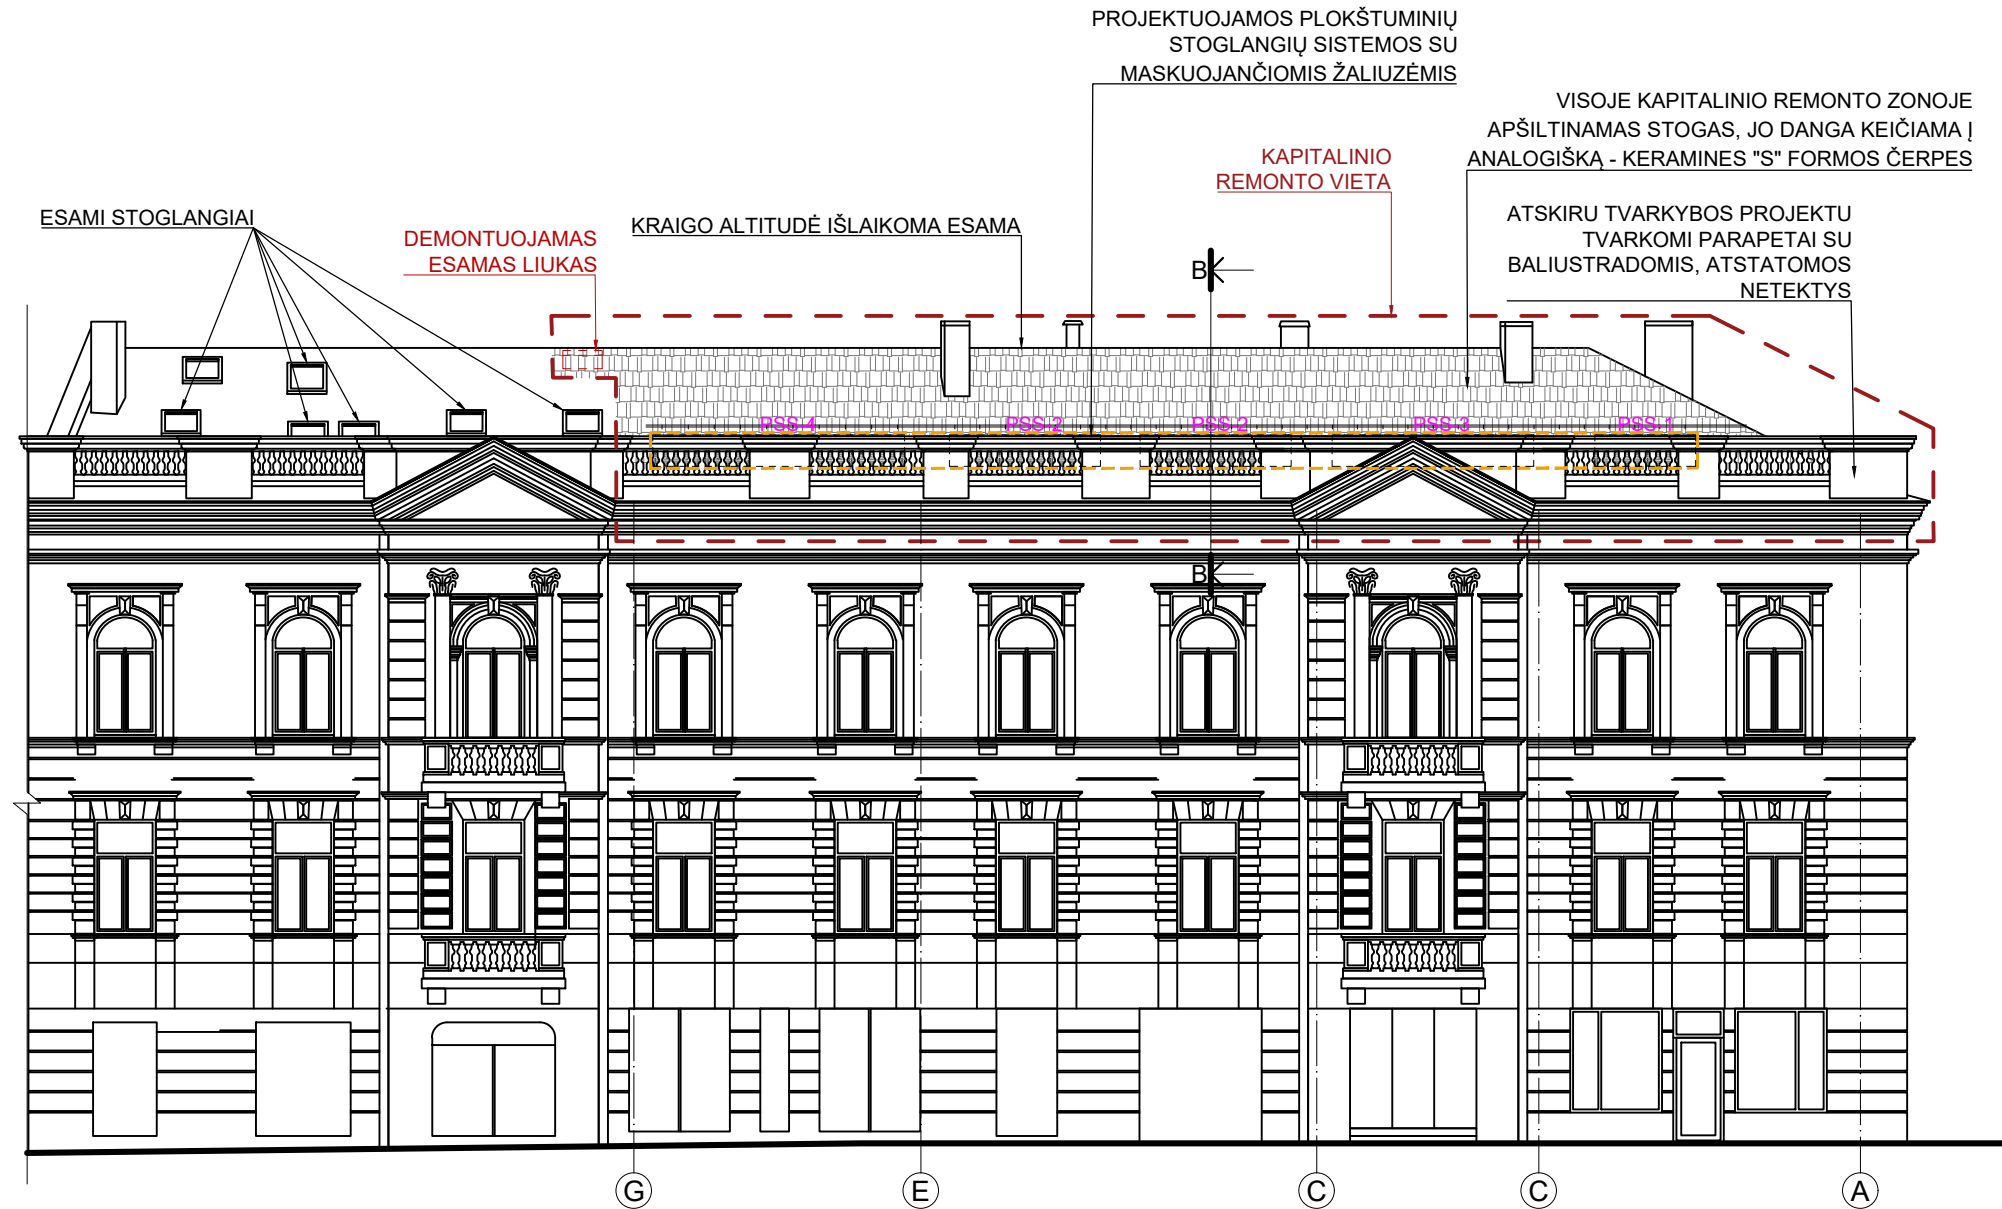 PROJEKTUOJAMOS PLOKŠTUMINIŲ
STOGLANGIŲ SISTEMOS SU
MASKUOJANČIOMIS ŽALIUZĖMIS
VISOJE KAPITALINIO REMONTO ZONOJE
APŠILTINAMAS STOGAS, JO DANGA KEIČIAMA Į
ANALOGIŠKĄ - KERAMINES "S" FORMOS ČERPES
KAPITALINIO
REMONTO VIETA
ESAMI STOGLANGIAI
DEMONTUOJAMAS
ESAMAS LIUKAS
KRAIGO ALTITUDĖ IŠLAIKOMA ESAMA
ATSKIRU TVARKYBOS PROJEKTU
TVARKOMI PARAPETAI SU
BALIUSTRADOMIS, ATSTATOMOS
NETEKTYS
B
PSS-4 PSS-2 PSS-2 PSS-3 PSS-1
B
G E C C A